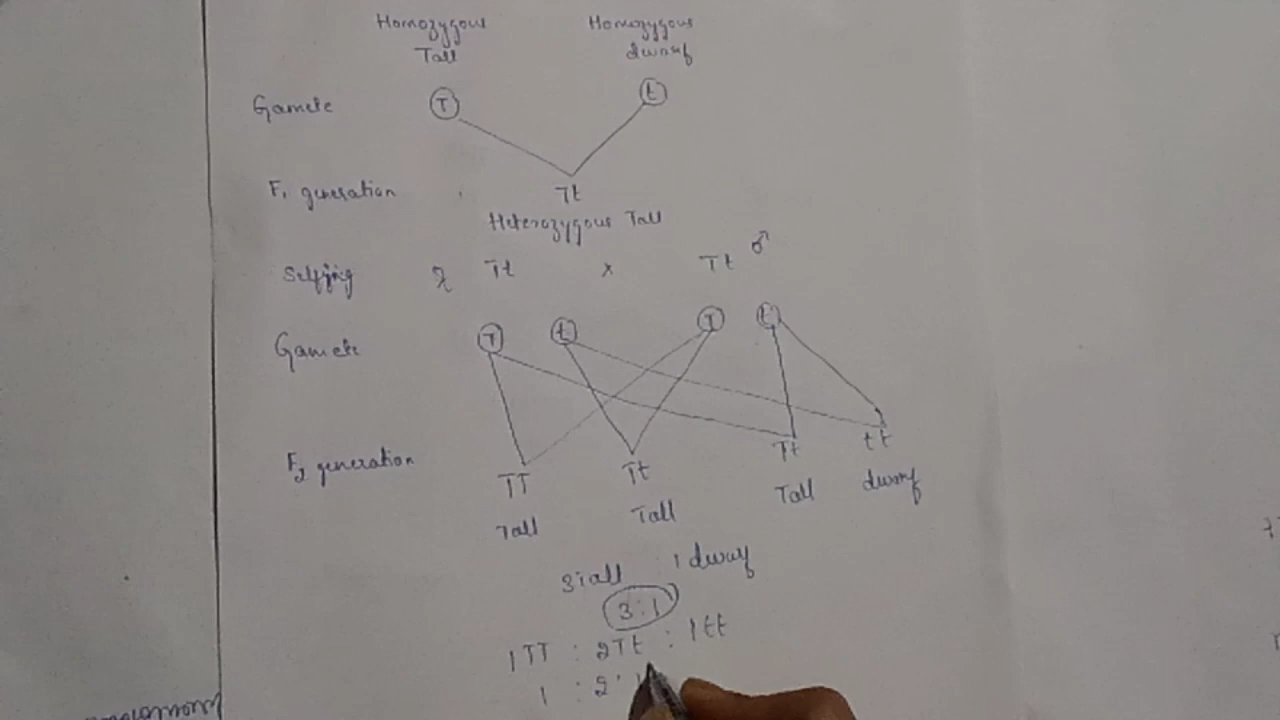 Homozygous Homozygous
Tall dwarf
Gamete T t
F1 generation Tt
Heterozygous Tall
Selfing ♀ Tt x Tt ♂
Gamete T t T t
F2 generation TT Tt Tt tt
Tall Tall Tall dwarf
3 Tall : 1 dwarf
3:1
1TT : 2Tt : 1tt
1 : 2 :